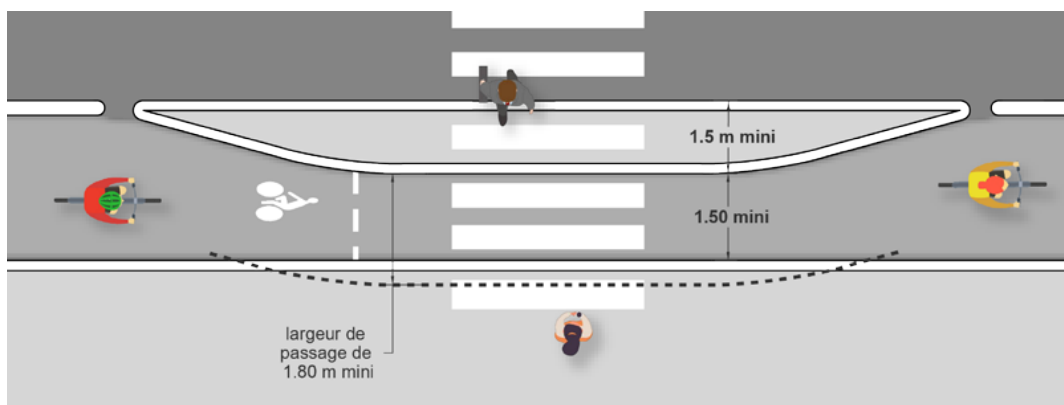 1.5 m mini
1.50 mini
largeur de
passage de
1.80 m mini